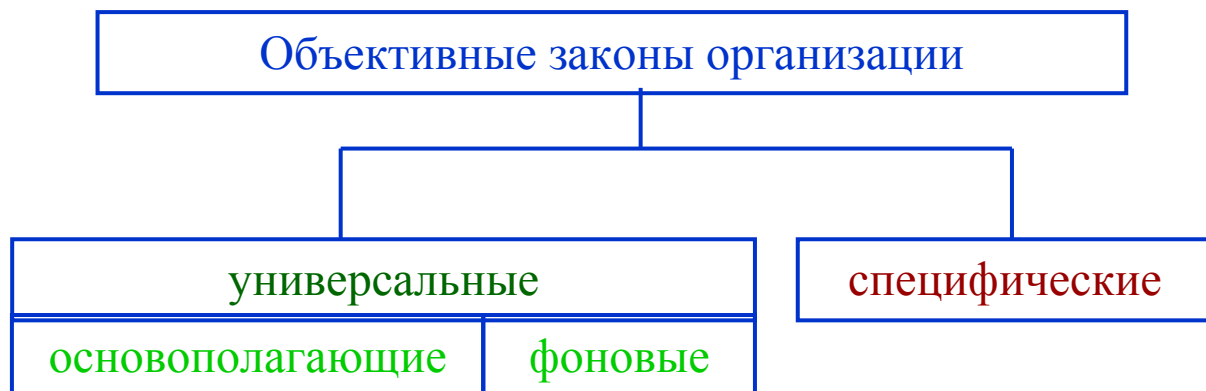 Объективные законы организации
универсальные
специфические
основополагающие
фоновые